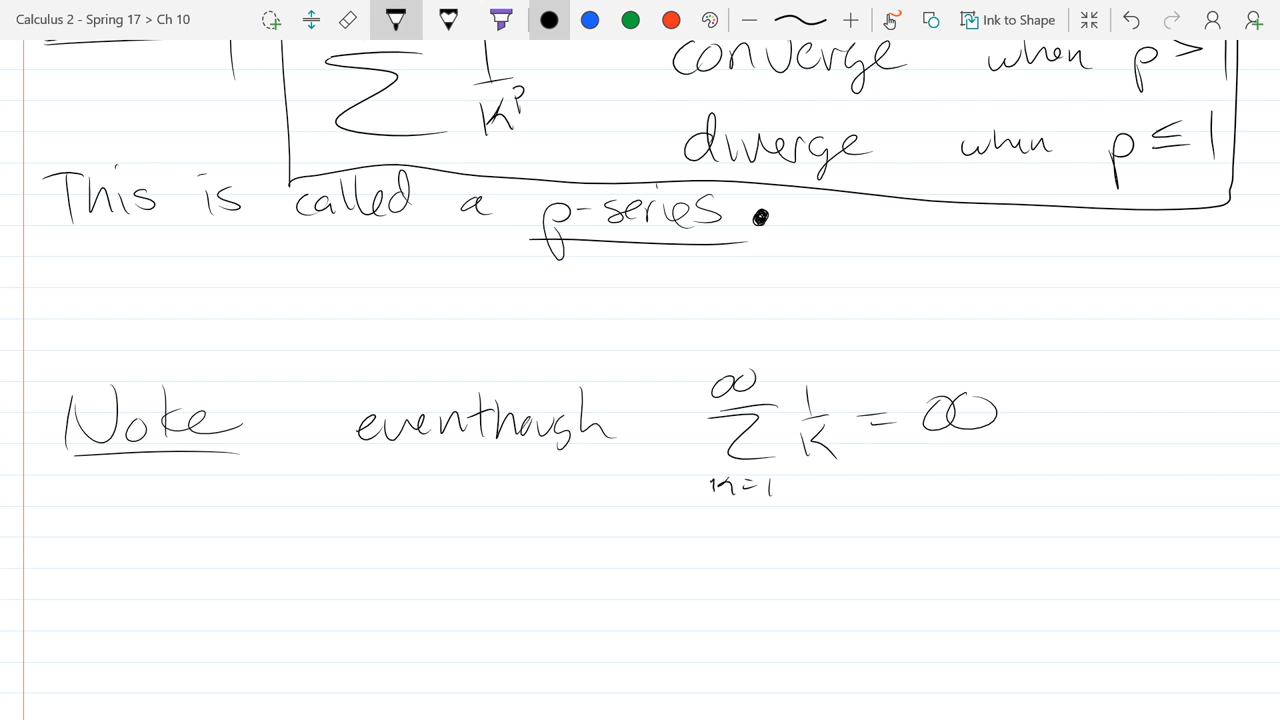 Calculus 2 - Spring 17 > Ch 10
Ink to Shape
∑ 1/K^p converge when p > 1
diverge when p ≤ 1
This is called a p-series.
Note eventhough ∞∑K=1 1/K = ∞